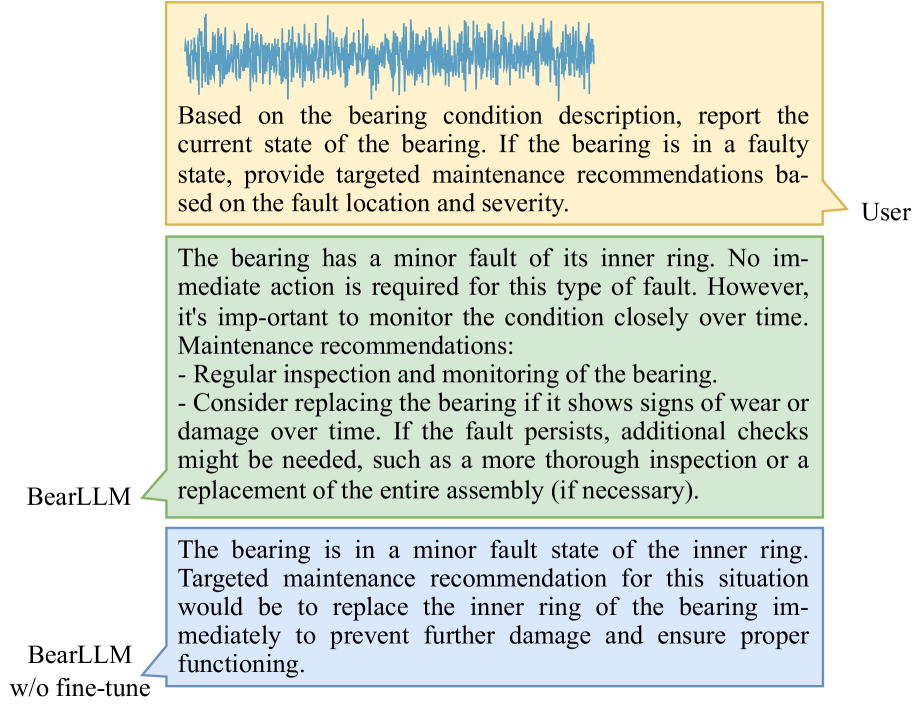 Based on the bearing condition description, report the
current state of the bearing. If the bearing is in a faulty
state, provide targeted maintenance recommendations ba-
sed on the fault location and severity.
User
The bearing has a minor fault of its inner ring. No im-
mediate action is required for this type of fault. However,
it's imp-ortant to monitor the condition closely over time.
Maintenance recommendations:
- Regular inspection and monitoring of the bearing.
- Consider replacing the bearing if it shows signs of wear or
damage over time. If the fault persists, additional checks
might be needed, such as a more thorough inspection or a
replacement of the entire assembly (if necessary).
BearLLM
The bearing is in a minor fault state of the inner ring.
Targeted maintenance recommendation for this situation
would be to replace the inner ring of the bearing im-
mediately to prevent further damage and ensure proper
functioning.
BearLLM
w/o fine-tune